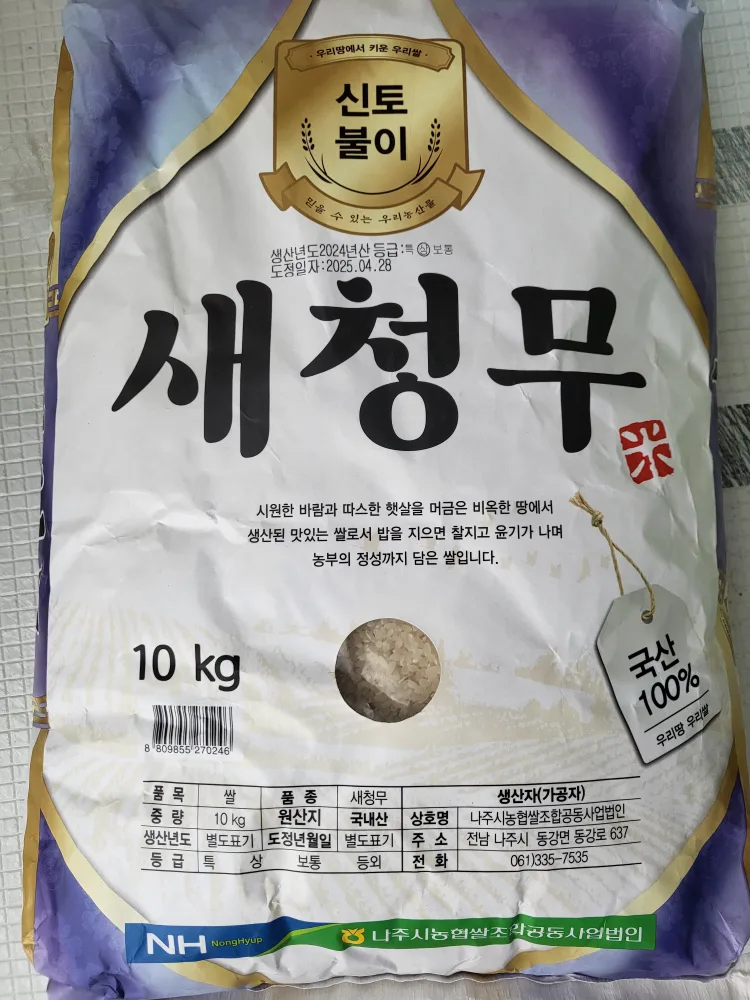 · 우리땅에서 키운 우리쌀 ·
신토
불이
믿을 수 있는 우리농산물
생산년도2024년산 등급:특 상 보통
도정일자:2025.04.28
새청무
시원한 바람과 따스한 햇살을 머금은 비옥한 땅에서
생산된 맛있는 쌀로서 밥을 지으면 찰지고 윤기가 나며
농부의 정성까지 담은 쌀입니다.
국산
100%
우리땅 우리쌀
10 kg
8 809855 270246
품 목 쌀 품 종 새청무 생산자(가공자)
중 량 10 kg 원산지 국내산 상호명 나주시농협쌀조합공동사업법인
생산년도 별도표기 도정년월일 별도표기 주 소 전남 나주시 동강면 동강로 637
등 급 특 상 보통 등외 전 화 061)335-7535
NH NongHyup 나주시농협쌀조합공동사업법인